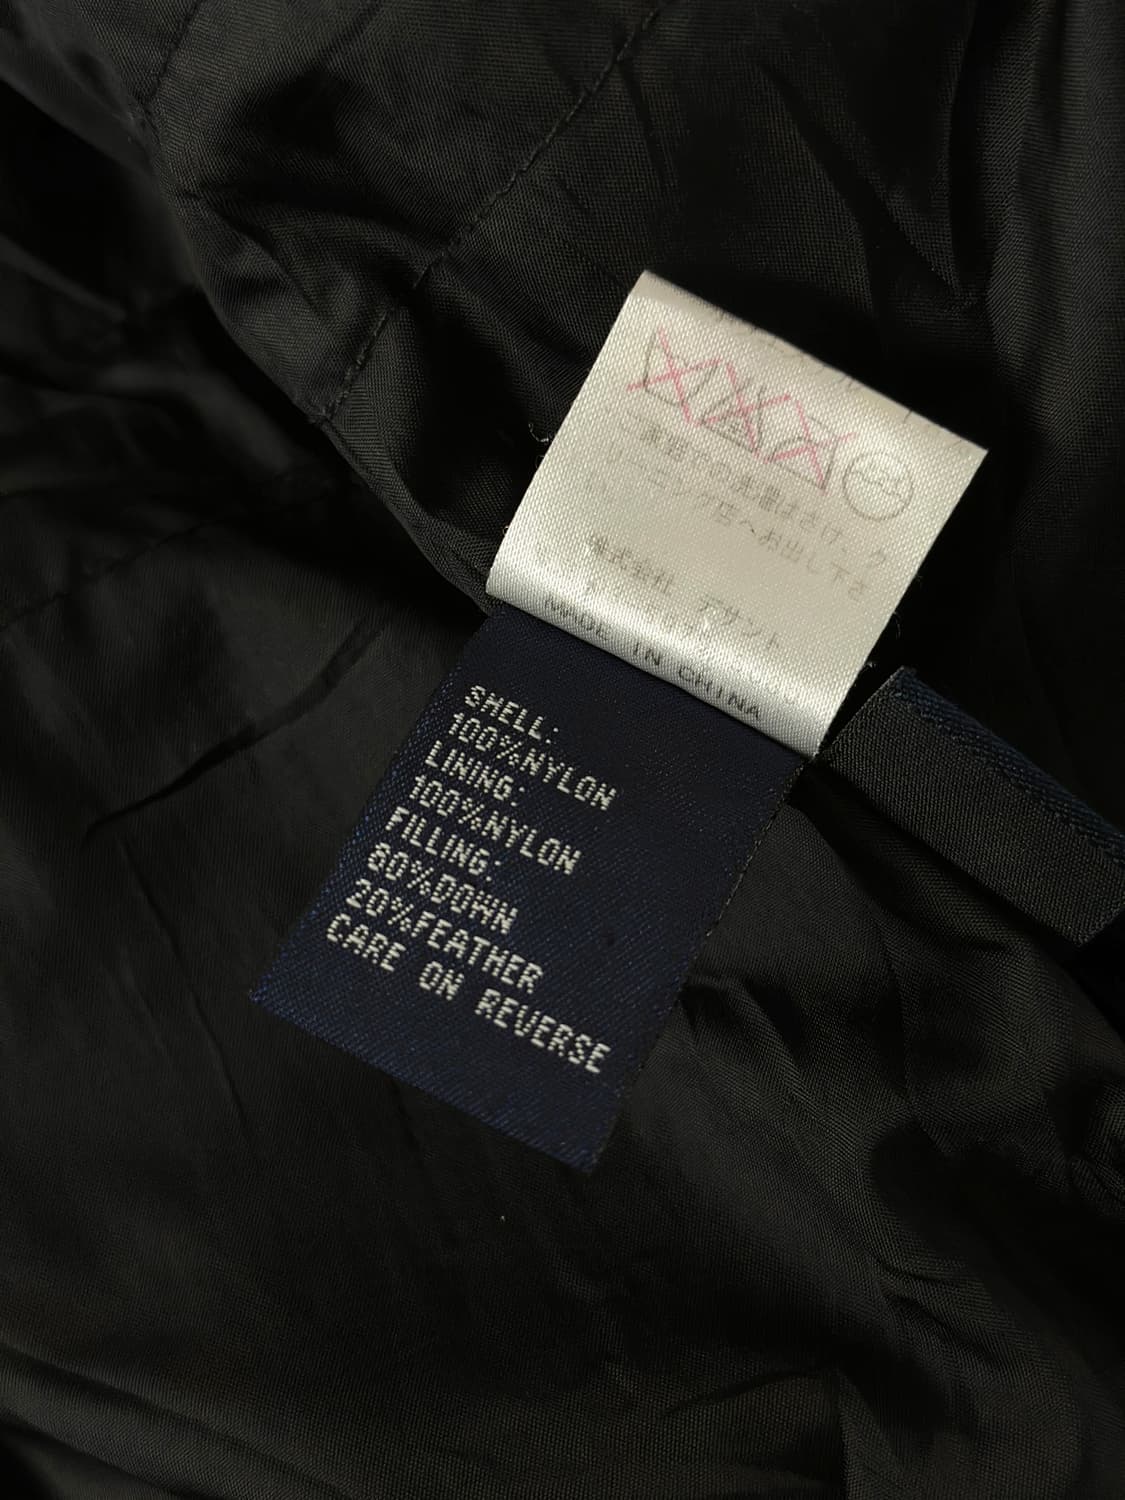 ご家庭での洗濯はさけ、ク
リーニング店へお出し下さ
株式会社 デサント
MADE IN CHINA
SHELL:
100%NYLON
LINING:
100%NYLON
FILLING:
80%DOWN
20%FEATHER
CARE ON REVERSE